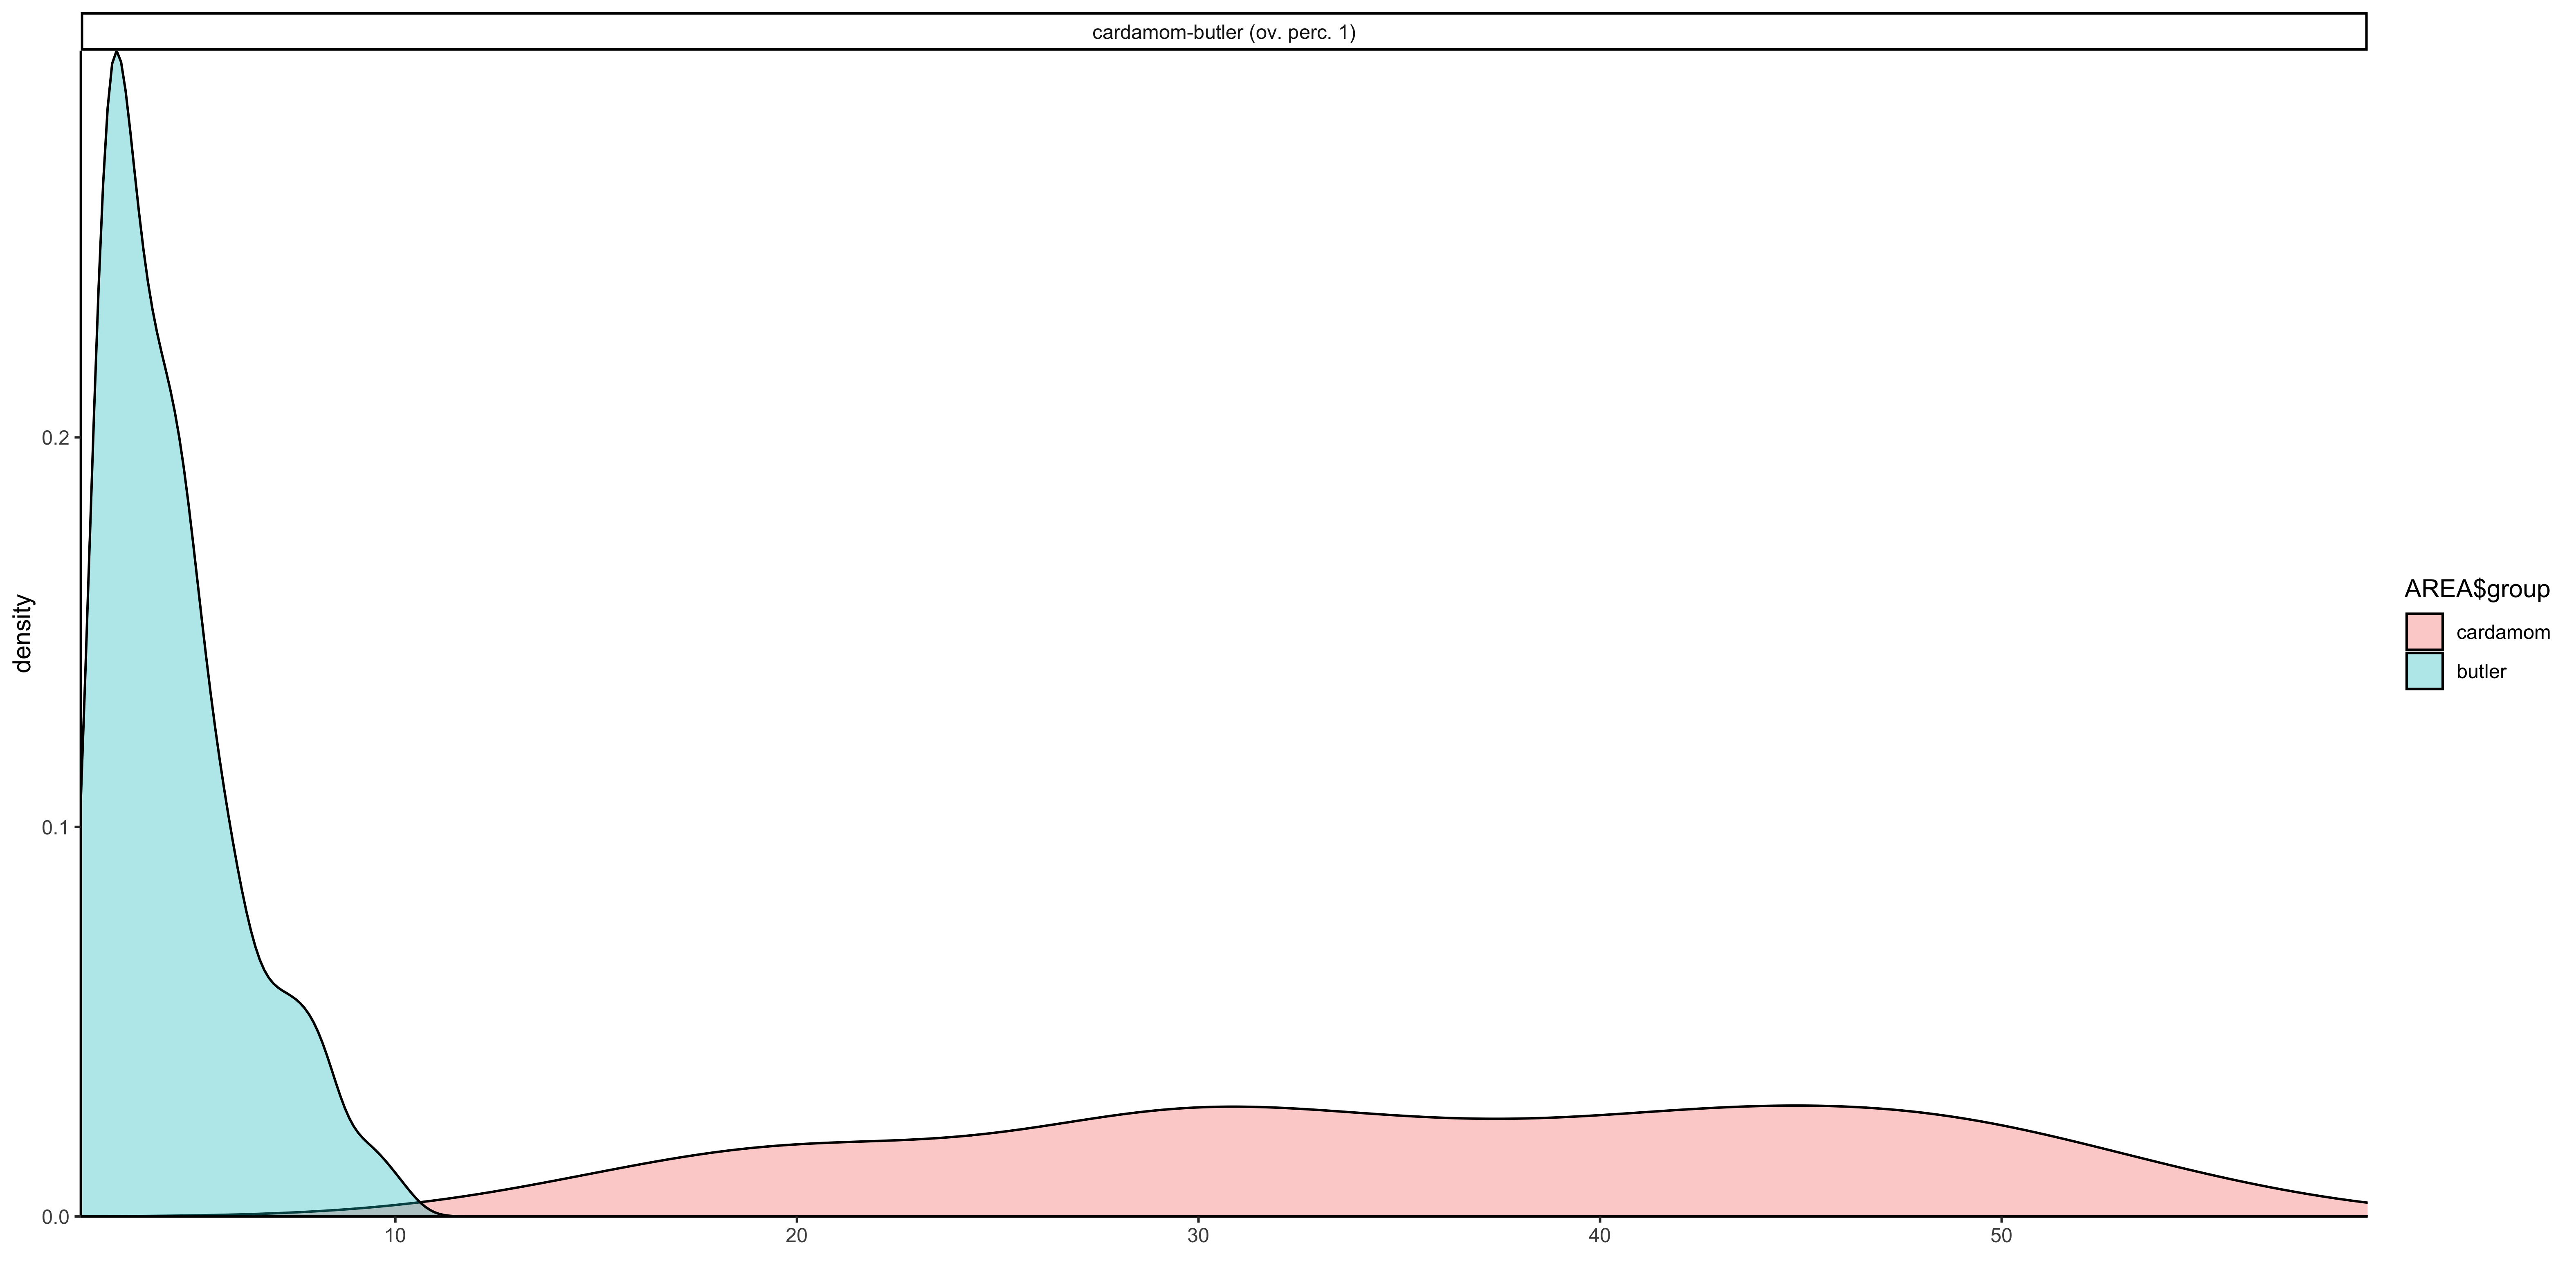 cardamom-butler (ov. perc. 1)
density
0.2
0.1
0.0
10 20 30 40 50
AREA$group
cardamom
butler